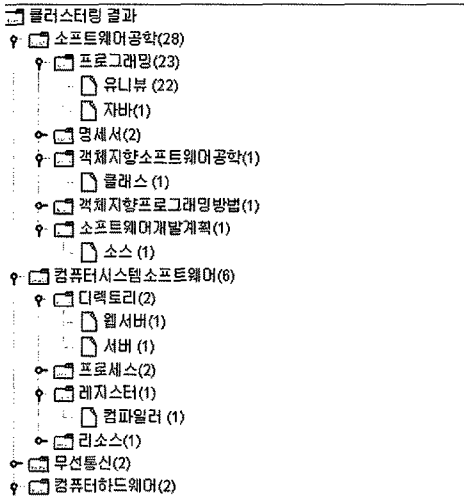 클러스터링 결과
소프트웨어공학(28)
프로그래밍(23)
유니뷰 (22)
자바(1)
명세서(2)
객체지향소프트웨어공학(1)
클래스 (1)
객체지향프로그래밍방법(1)
소프트웨어개발계획(1)
소스 (1)
컴퓨터시스템소프트웨어(6)
디렉토리(2)
웹서버(1)
서버 (1)
프로세스(2)
레지스터(1)
컴파일러 (1)
리소스(1)
무선통신(2)
컴퓨터하드웨어(2)